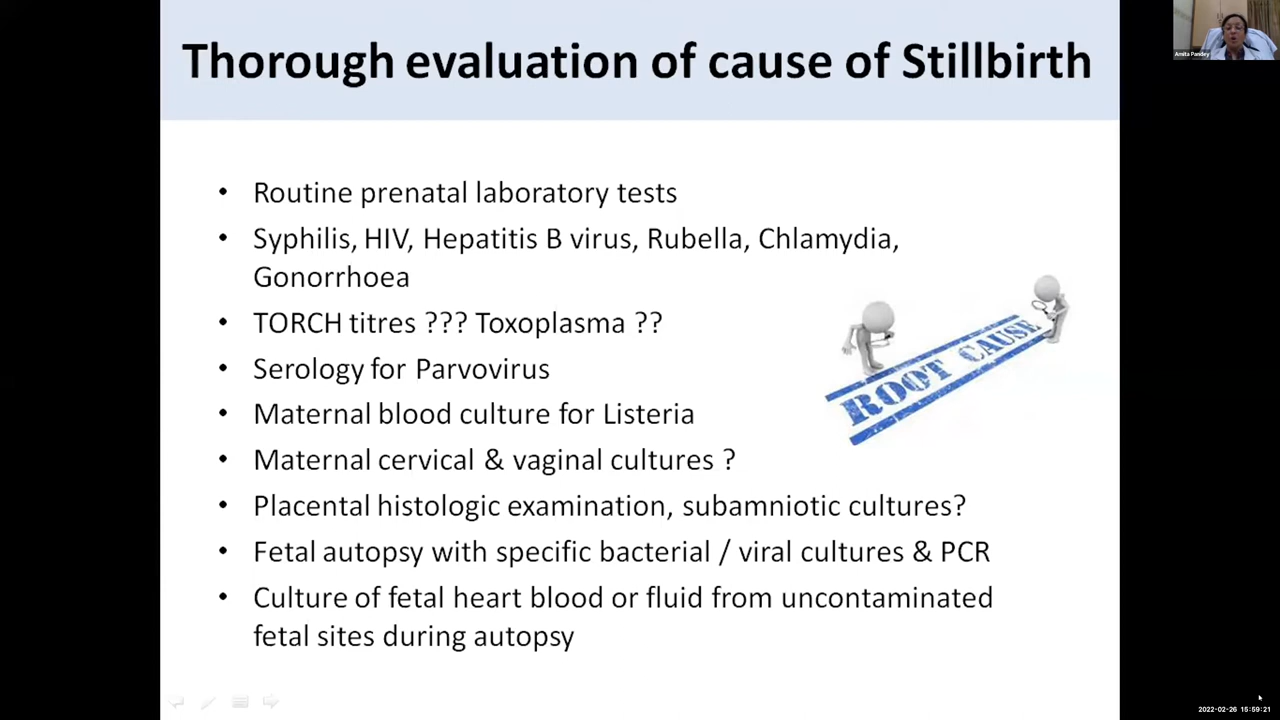 Thorough evaluation of cause of Stillbirth
Amita Pandey
• Routine prenatal laboratory tests
• Syphilis, HIV, Hepatitis B virus, Rubella, Chlamydia,
Gonorrhoea
• TORCH titres ??? Toxoplasma ??
• Serology for Parvovirus
• Maternal blood culture for Listeria
• Maternal cervical & vaginal cultures ?
• Placental histologic examination, subamniotic cultures?
• Fetal autopsy with specific bacterial / viral cultures & PCR
• Culture of fetal heart blood or fluid from uncontaminated
fetal sites during autopsy
ROOT CAUSE
2022-02-26 15:59:21